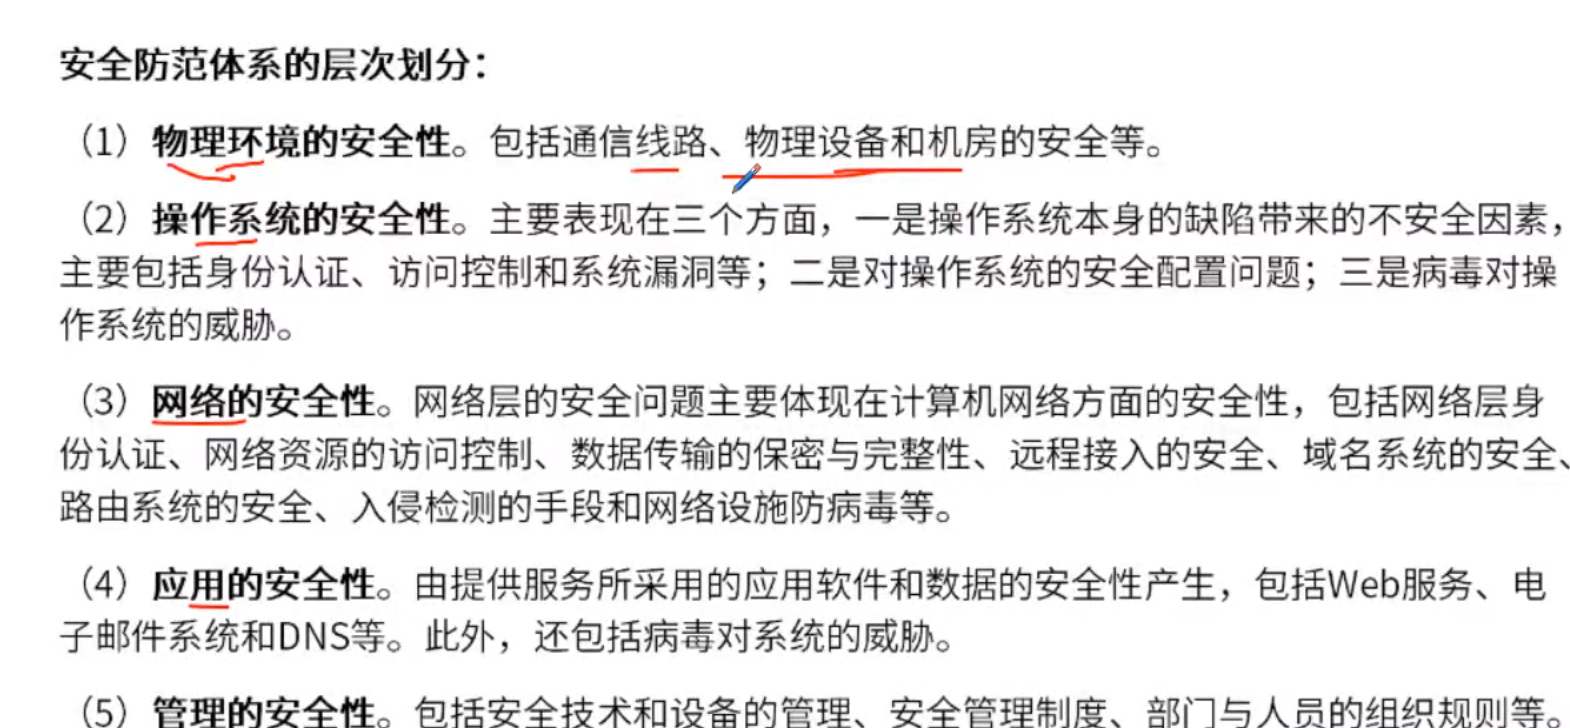 安全防范体系的层次划分：
（1）物理环境的安全性。包括通信线路、物理设备和机房的安全等。
（2）操作系统的安全性。主要表现在三个方面，一是操作系统本身的缺陷带来的不安全因素，
主要包括身份认证、访问控制和系统漏洞等；二是对操作系统的安全配置问题；三是病毒对操
作系统的威胁。
（3）网络的安全性。网络层的安全问题主要体现在计算机网络方面的安全性，包括网络层身
份认证、网络资源的访问控制、数据传输的保密与完整性、远程接入的安全、域名系统的安全、
路由系统的安全、入侵检测的手段和网络设施防病毒等。
（4）应用的安全性。由提供服务所采用的应用软件和数据的安全性产生，包括Web服务、电
子邮件系统和DNS等。此外，还包括病毒对系统的威胁。
（5）管理的安全性。包括安全技术和设备的管理、安全管理制度、部门与人员的组织规则等。